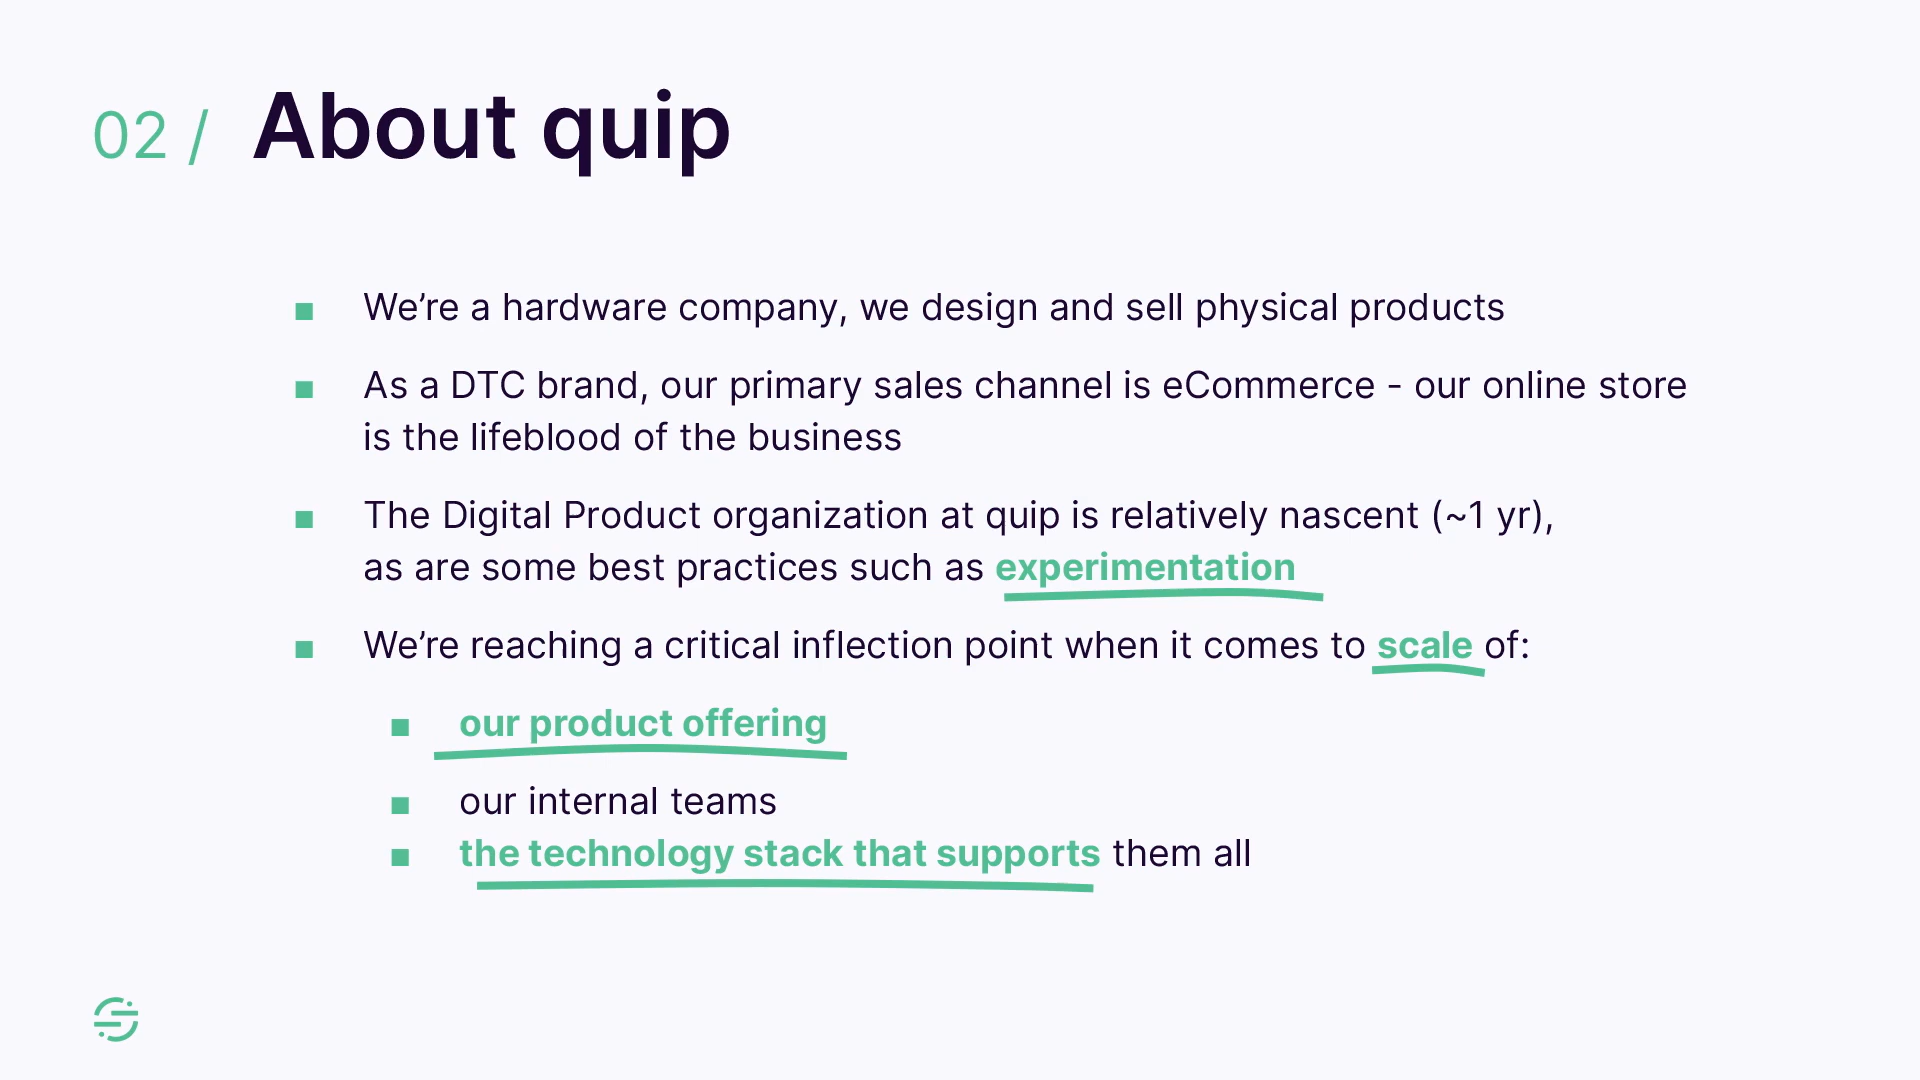 02 / About quip
We’re a hardware company, we design and sell physical products
As a DTC brand, our primary sales channel is eCommerce - our online store
is the lifeblood of the business
The Digital Product organization at quip is relatively nascent (~1 yr),
as are some best practices such as experimentation
We’re reaching a critical inflection point when it comes to scale of:
our product offering
our internal teams
the technology stack that supports them all